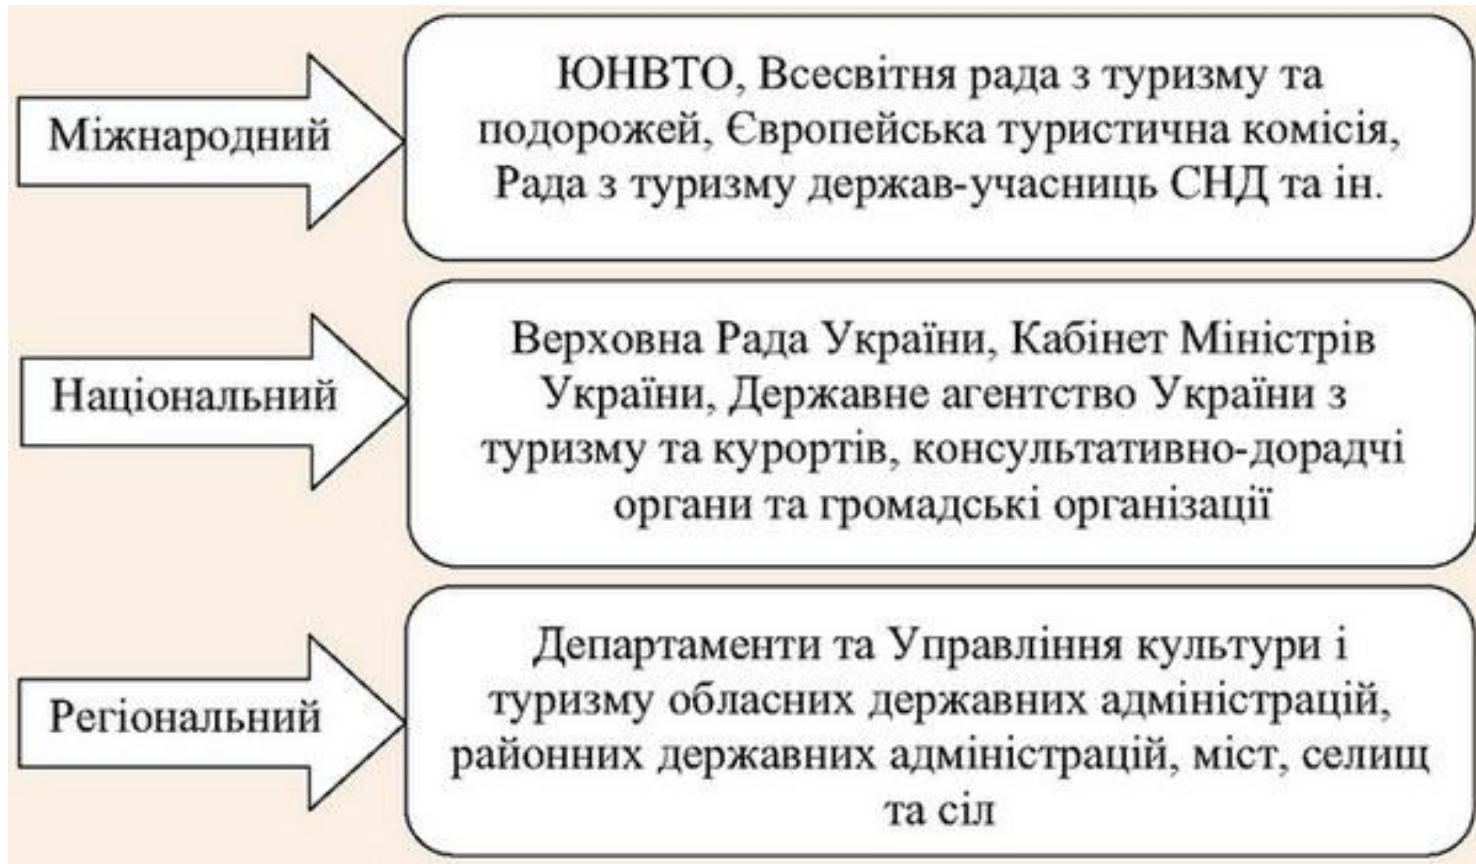 Міжнародний
ЮНВТО, Всесвітня рада з туризму та
подорожей, Європейська туристична комісія,
Рада з туризму держав-учасниць СНД та ін.
Національний
Верховна Рада України, Кабінет Міністрів
України, Державне агентство України з
туризму та курортів, консультативно-дорадчі
органи та громадські організації
Регіональний
Департаменти та Управління культури і
туризму обласних державних адміністрацій,
районних державних адміністрацій, міст, селищ
та сіл